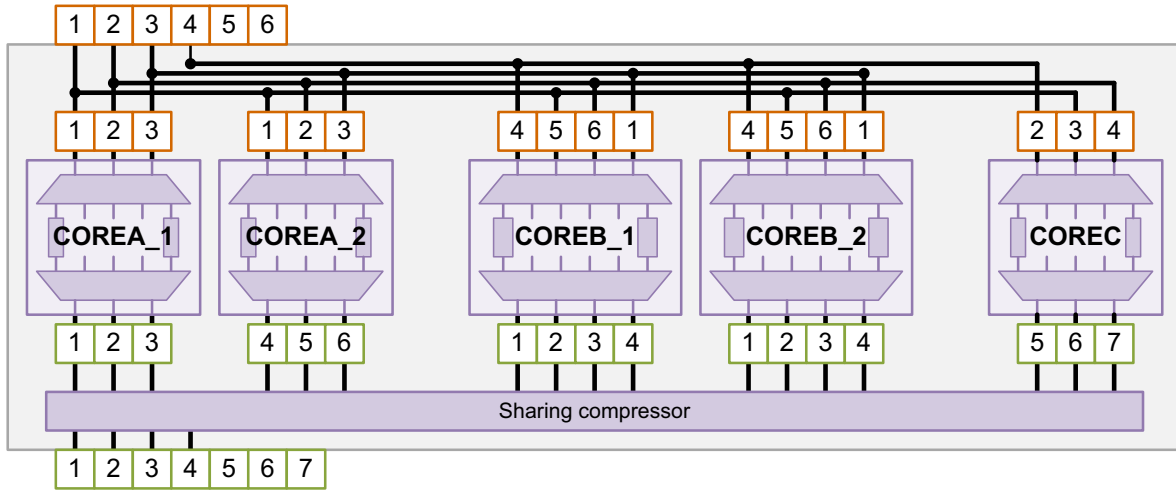 1 2 3 4 5 6
1 2 3 1 2 3 4 5 6 1 4 5 6 1 2 3 4
COREA_1 COREA_2 COREB_1 COREB_2 COREC
1 2 3 4 5 6 1 2 3 4 1 2 3 4 5 6 7
Sharing compressor
1 2 3 4 5 6 7